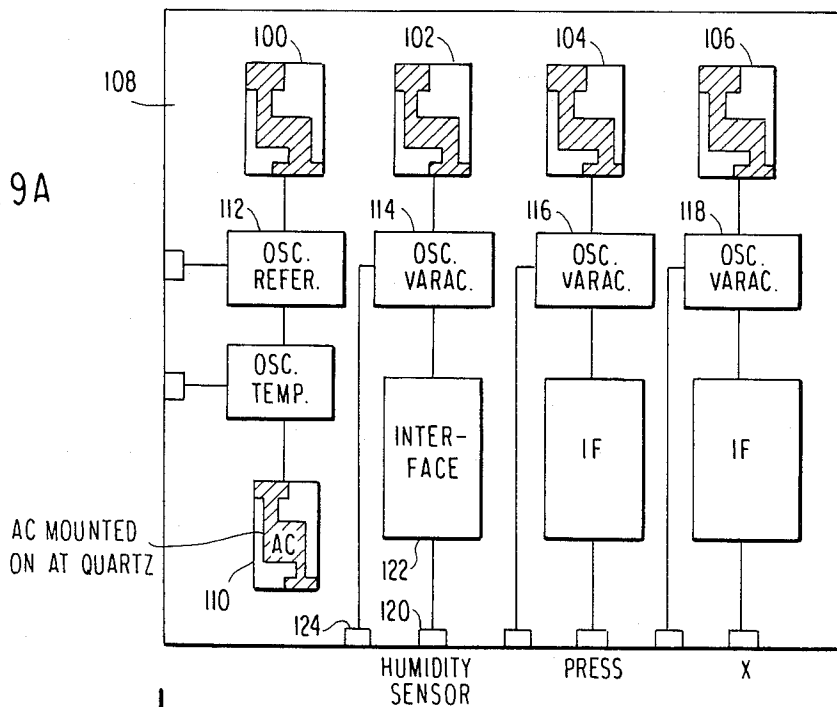 100
102
104
106
108
9A
112
114
116
118
OSC.
REFER.
OSC.
VARAC.
OSC.
VARAC.
OSC.
VARAC.
OSC.
TEMP.
INTER-
FACE
IF
IF
AC MOUNTED
ON AT QUARTZ
AC
110
122
124
120
HUMIDITY
SENSOR
PRESS
X